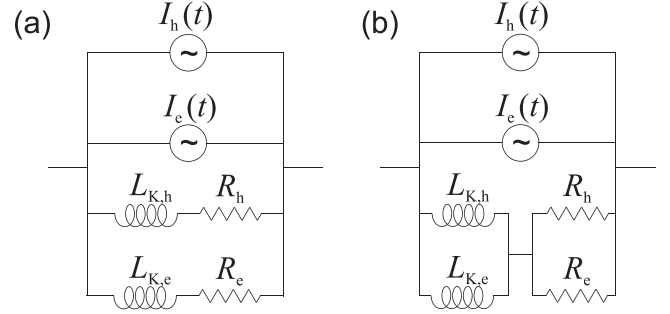 (a) I_h(t) (b) I_h(t)
I_e(t) I_e(t)
L_K,h R_h L_K,h R_h
L_K,e R_e L_K,e R_e